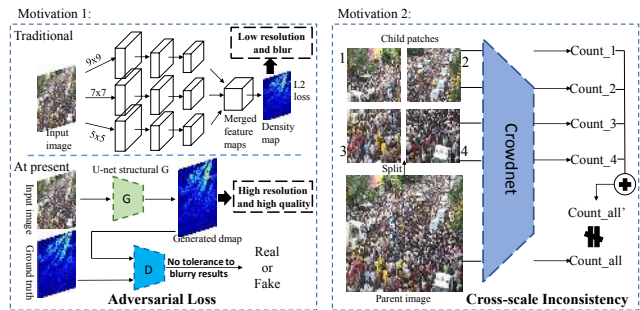 Motivation 1:
Traditional
9x9
7x7
5x5
Input
image
Low resolution
and blur
L2
loss
Merged
feature
maps
Density
map
At present
U-net structural G
Input image
G
High resolution
and high quality
Generated dmap
Ground truth
D
No tolerance to
blurry results
Real
or
Fake
Adversarial Loss
Motivation 2:
Child patches
1
2
3
4
Split
Parent image
Crowdnet
Count_1
Count_2
Count_3
Count_4
Count_all'
Count_all
Cross-scale Inconsistency